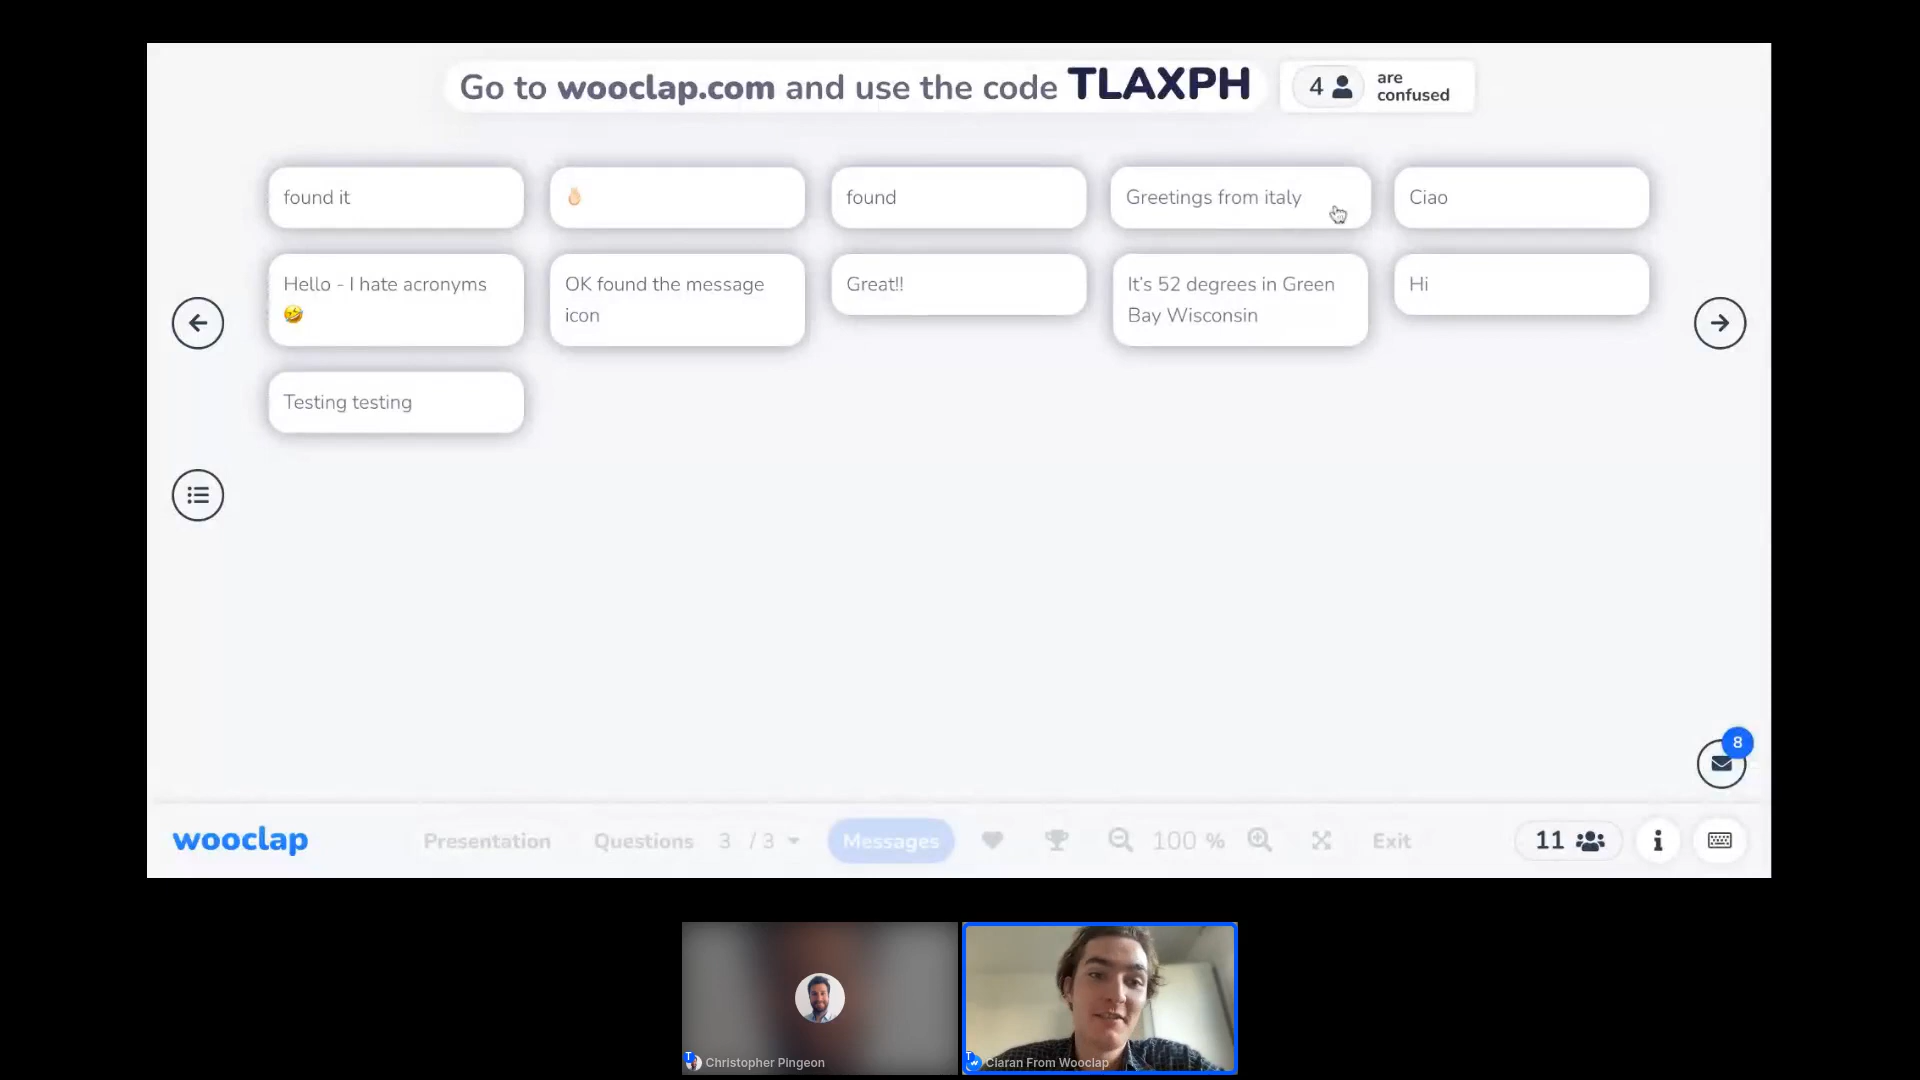 Go to wooclap.com and use the code TLAXPH
4
are
confused
found it
found
Greetings from italy
Ciao
Hello - I hate acronyms
🤣
OK found the message
icon
Great!!
It's 52 degrees in Green
Bay Wisconsin
Hi
Testing testing
8
wooclap
Presentation
Questions
3 / 3
Messages
100 %
Exit
11
Christopher Pingeon
Ciaran From Wooclap